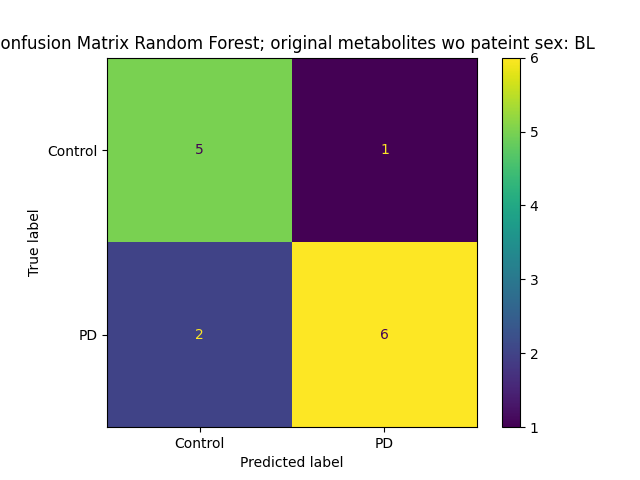 onfusion Matrix Random Forest; original metabolites wo pateint sex: BL
6
5
4
3
2
1
True label
Control
PD
5
1
2
6
Control
PD
Predicted label